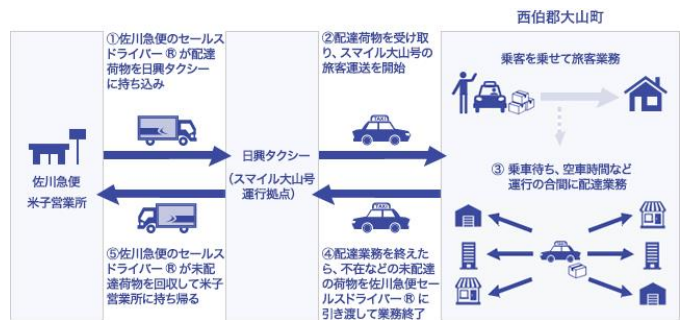 西伯郡大山町
①佐川急便のセールス
ドライバー®が配達
荷物を日興タクシー
に持ち込み
②配達荷物を受け取
り、スマイル大山号の
旅客運送を開始
乗客を乗せて旅客業務
佐川急便
米子営業所
日興タクシー
(スマイル大山号
運行拠点)
③ 乗車待ち、空車時間など
運行の合間に配達業務
⑤佐川急便のセールス
ドライバー®が未配
達荷物を回収して米子
営業所に持ち帰る
④配達業務を終えた
ら、不在などの未配達
の荷物を佐川急便セー
ルスドライバー®に
引き渡して業務終了